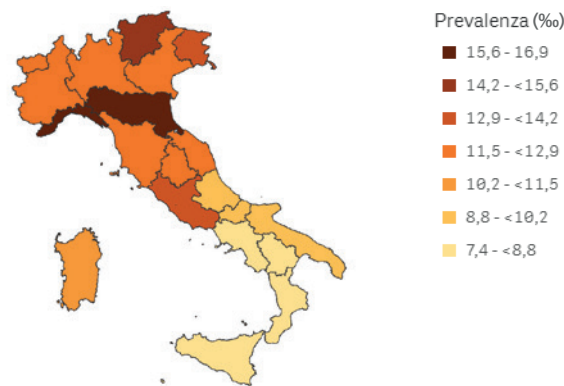 Prevalenza (‰)
15,6 - 16,9
14,2 - <15,6
12,9 - <14,2
11,5 - <12,9
10,2 - <11,5
8,8 - <10,2
7,4 - <8,8